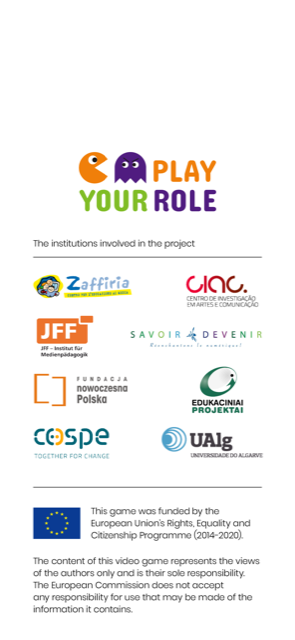 PLAY
YOUR ROLE
The institutions involved in the project
Zaffiria
ciac.
CENTRO DE INVESTIGAÇÃO
EM ARTES E COMUNICAÇÃO
JFF
JFF – Institut für
Medienpädagogik
SAVOIR DEVENIR
FUNDACJA
nowoczesna
Polska
EDUKACINIAI
PROJEKTAI
COSPE
TOGETHER FOR CHANGE
UAlg
UNIVERSIDADE DO ALGARVE
This game was funded by the
European Union's Rights, Equality and
Citizenship Programme (2014-2020).
The content of this video game represents the views
of the authors only and is their sole responsibility.
The European Commission does not accept
any responsibility for use that may be made of the
information it contains.